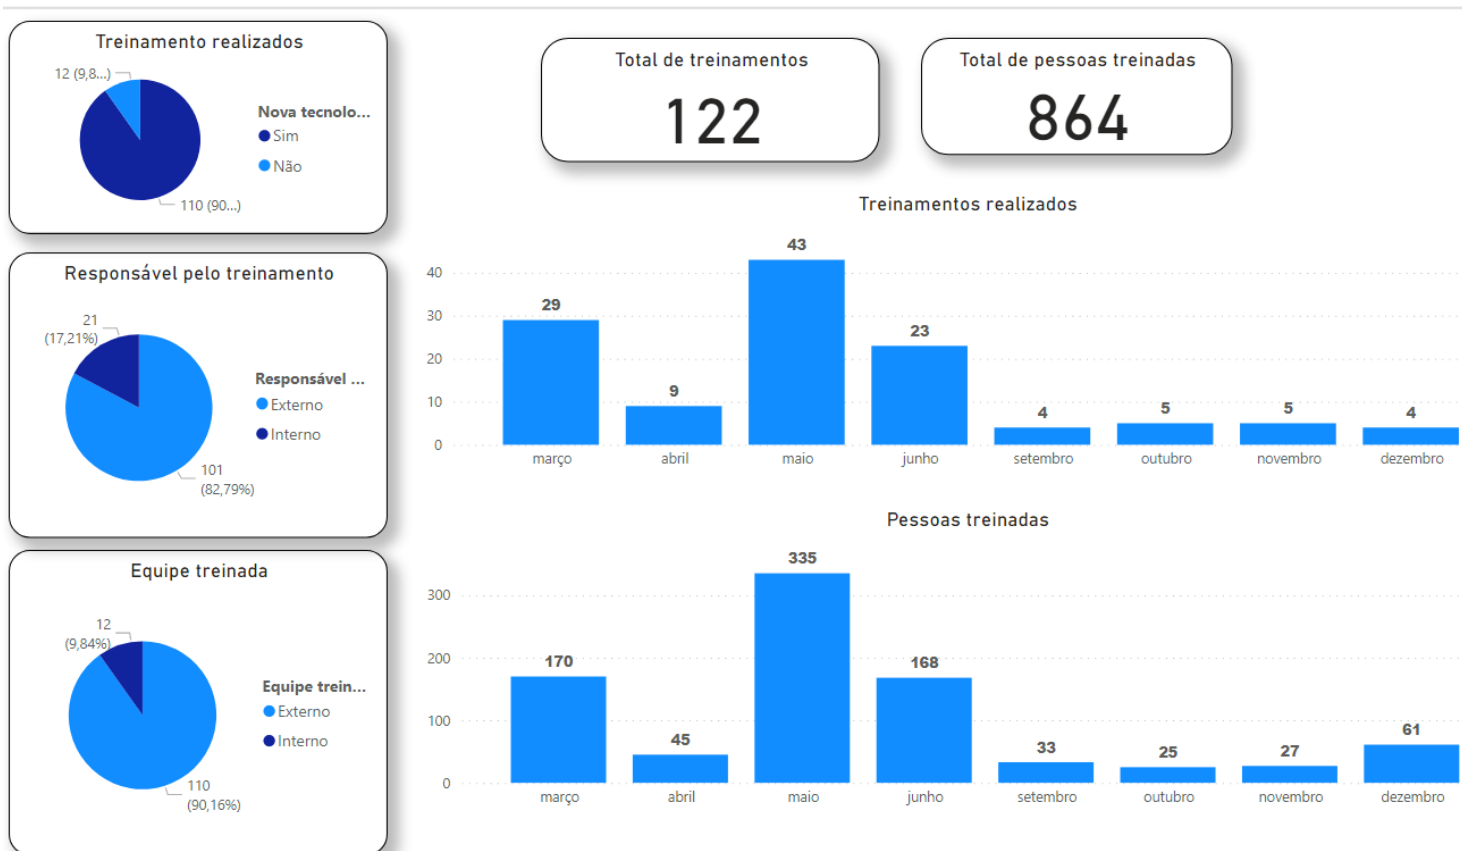 Treinamento realizados
12 (9,8...)
Nova tecnolo...
Sim
Não
110 (90...)
Responsável pelo treinamento
21
(17,21%)
Responsável ...
Externo
Interno
101
(82,79%)
Equipe treinada
12
(9,84%)
Equipe trein...
Externo
Interno
110
(90,16%)
Total de treinamentos
122
Total de pessoas treinadas
864
Treinamentos realizados
43
40
29
30
23
20
9
10
4 5 5 4
0
março abril maio junho setembro outubro novembro dezembro
Pessoas treinadas
335
300
200
170 168
100
45 33 25 27 61
0
março abril maio junho setembro outubro novembro dezembro